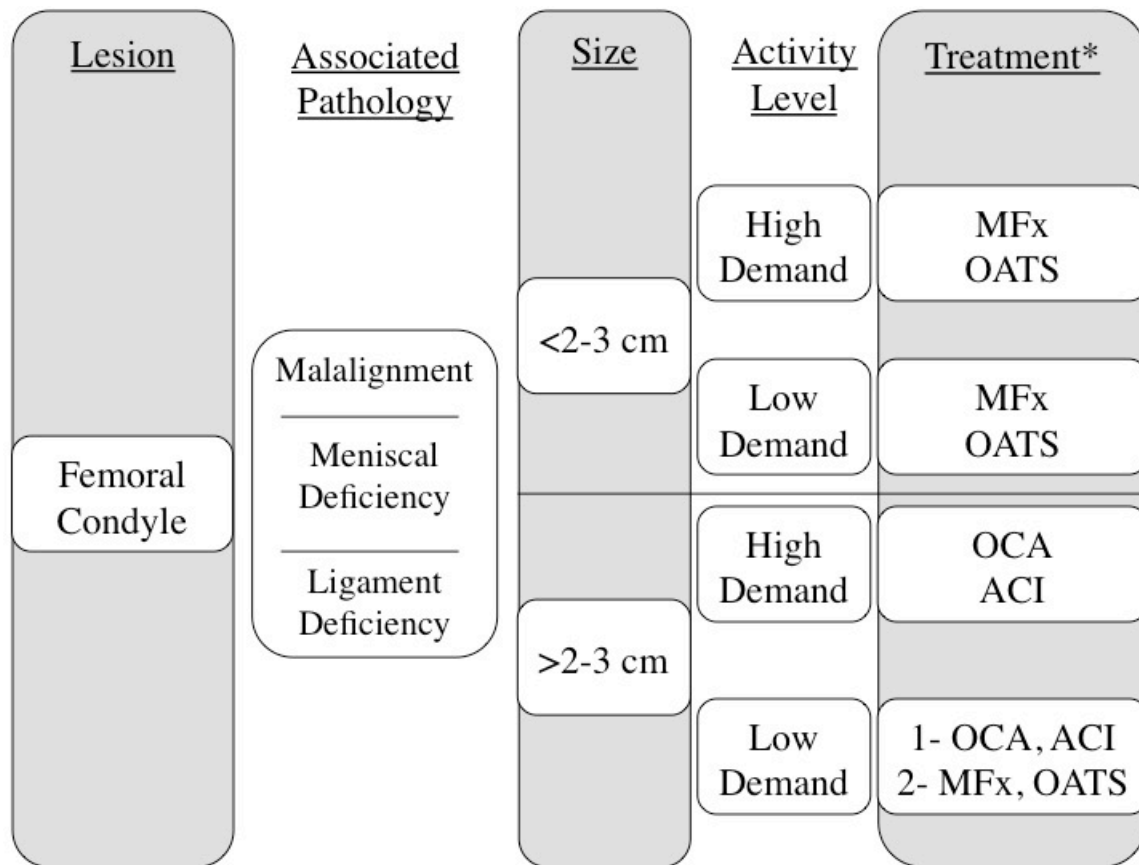 Lesion
Associated
Pathology
Size
Activity
Level
Treatment*
Femoral
Condyle
Malalignment
Meniscal
Deficiency
Ligament
Deficiency
<2-3 cm
High
Demand
MFx
OATS
Low
Demand
MFx
OATS
>2-3 cm
High
Demand
OCA
ACI
Low
Demand
1- OCA, ACI
2- MFx, OATS